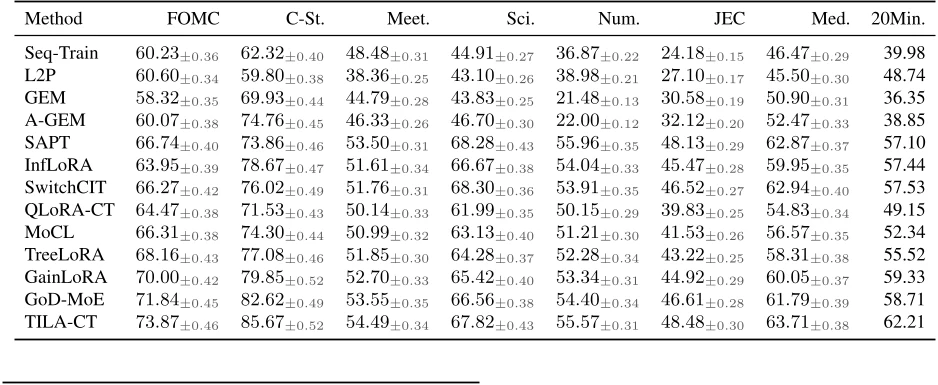 Method FOMC C-St. Meet. Sci. Num. JEC Med. 20Min.
Seq-Train 60.23±0.36 62.32±0.40 48.48±0.31 44.91±0.27 36.87±0.22 24.18±0.15 46.47±0.29 39.98
L2P 60.60±0.34 59.80±0.38 38.36±0.25 43.10±0.26 38.98±0.21 27.10±0.17 45.50±0.30 48.74
GEM 58.32±0.35 69.93±0.44 44.79±0.28 43.83±0.25 21.48±0.13 30.58±0.19 50.90±0.31 36.35
A-GEM 60.07±0.38 74.76±0.45 46.33±0.26 46.70±0.30 22.00±0.12 32.12±0.20 52.47±0.33 38.85
SAPT 66.74±0.40 73.86±0.46 53.50±0.31 68.28±0.43 55.96±0.35 48.13±0.29 62.87±0.37 57.10
InfLoRA 63.95±0.39 78.67±0.47 51.61±0.34 66.67±0.38 54.04±0.33 45.47±0.28 59.95±0.35 57.44
SwitchCIT 66.27±0.42 76.02±0.49 51.76±0.31 68.30±0.36 53.91±0.35 46.52±0.27 62.94±0.40 57.53
QLoRA-CT 64.47±0.38 71.53±0.43 50.14±0.33 61.99±0.35 50.15±0.29 39.83±0.25 54.83±0.34 49.15
MoCL 66.31±0.38 74.30±0.44 50.99±0.32 63.13±0.40 51.21±0.30 41.53±0.26 56.57±0.35 52.34
TreeLoRA 68.16±0.43 77.08±0.46 51.85±0.30 64.28±0.37 52.28±0.34 43.22±0.25 58.31±0.38 55.52
GainLoRA 70.00±0.42 79.85±0.52 52.70±0.33 65.42±0.40 53.34±0.31 44.92±0.29 60.05±0.37 59.33
GoD-MoE 71.84±0.45 82.62±0.49 53.55±0.35 66.56±0.38 54.40±0.34 46.61±0.28 61.79±0.39 58.71
TILA-CT 73.87±0.46 85.67±0.52 54.49±0.34 67.82±0.43 55.57±0.31 48.48±0.30 63.71±0.38 62.21